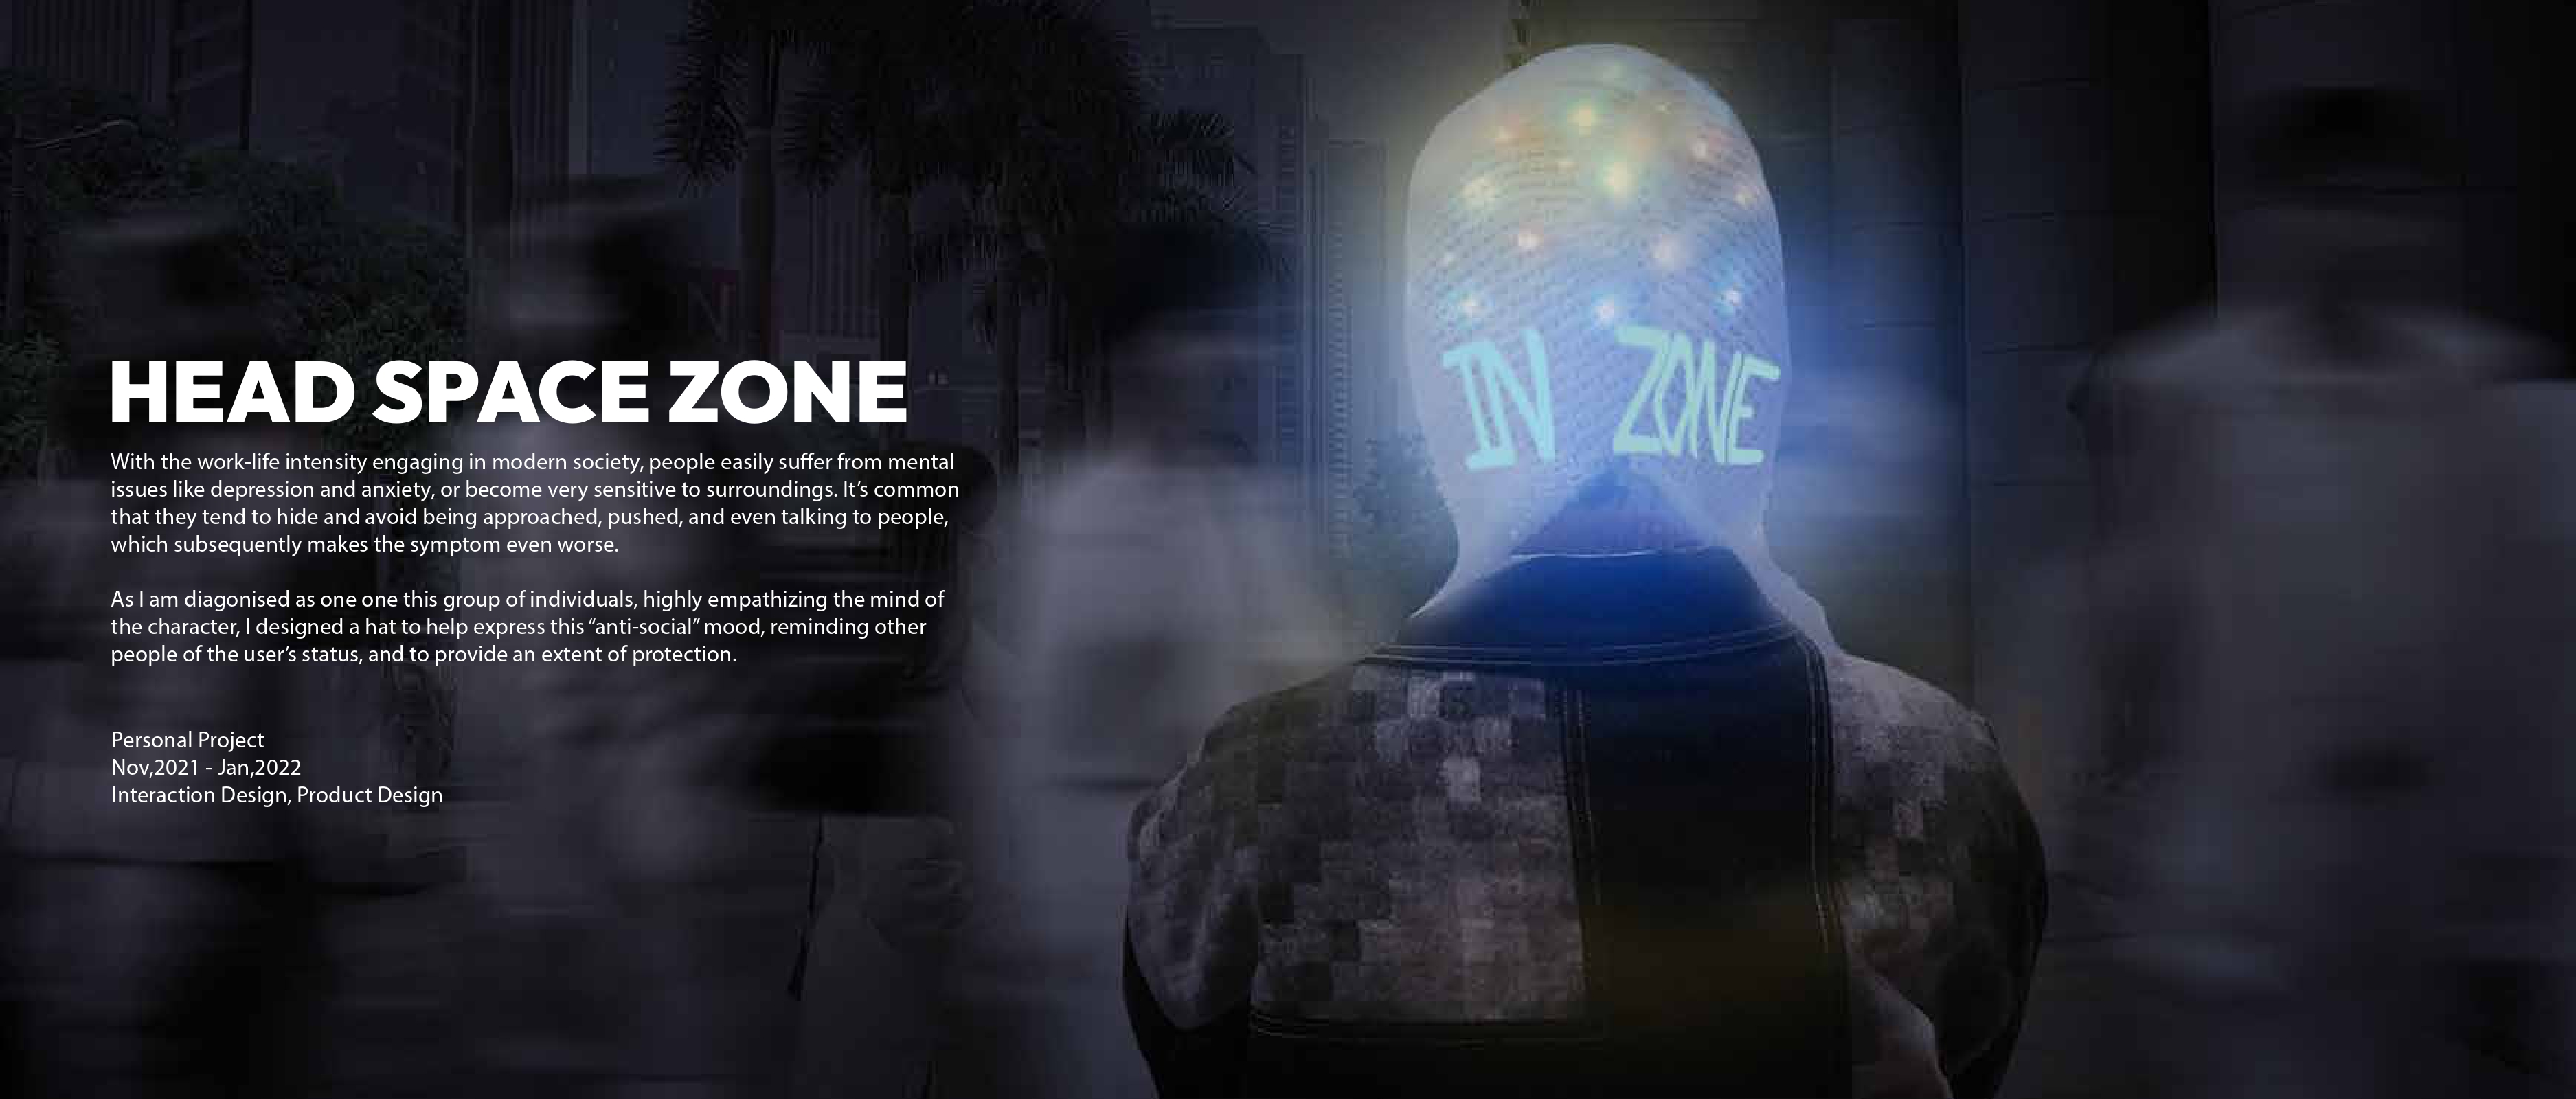 HEAD SPACE ZONE
With the work-life intensity engaging in modern society, people easily suffer from mental
issues like depression and anxiety, or become very sensitive to surroundings. It’s common
that they tend to hide and avoid being approached, pushed, and even talking to people,
which subsequently makes the symptom even worse.
As I am diagonised as one one this group of individuals, highly empathizing the mind of
the character, I designed a hat to help express this “anti-social” mood, reminding other
people of the user’s status, and to provide an extent of protection.
Personal Project
Nov,2021 - Jan,2022
Interaction Design, Product Design
IN ZONE